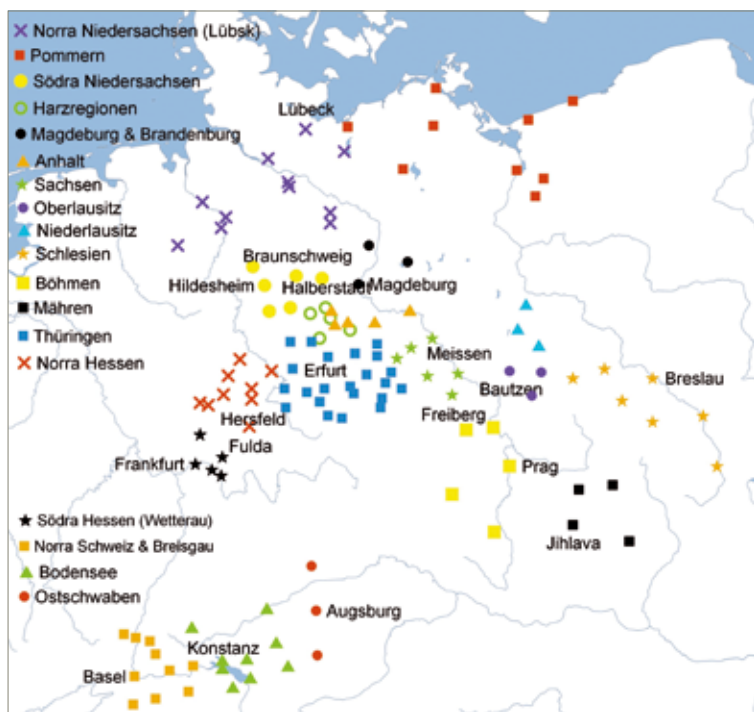 Norra Niedersachsen (Lübsk)
Pommern
Södra Niedersachsen
Harzregionen
Magdeburg & Brandenburg
Anhalt
Sachsen
Oberlausitz
Niederlausitz
Schlesien
Böhmen
Mähren
Thüringen
Norra Hessen
Lübeck
Braunschweig
Hildesheim
Halberstadt
Magdeburg
Meissen
Erfurt
Bautzen
Breslau
Hersfeld
Freiberg
Fulda
Frankfurt
Prag
Jihlava
Södra Hessen (Wetterau)
Norra Schweiz & Breisgau
Bodensee
Ostschwaben
Augsburg
Konstanz
Basel